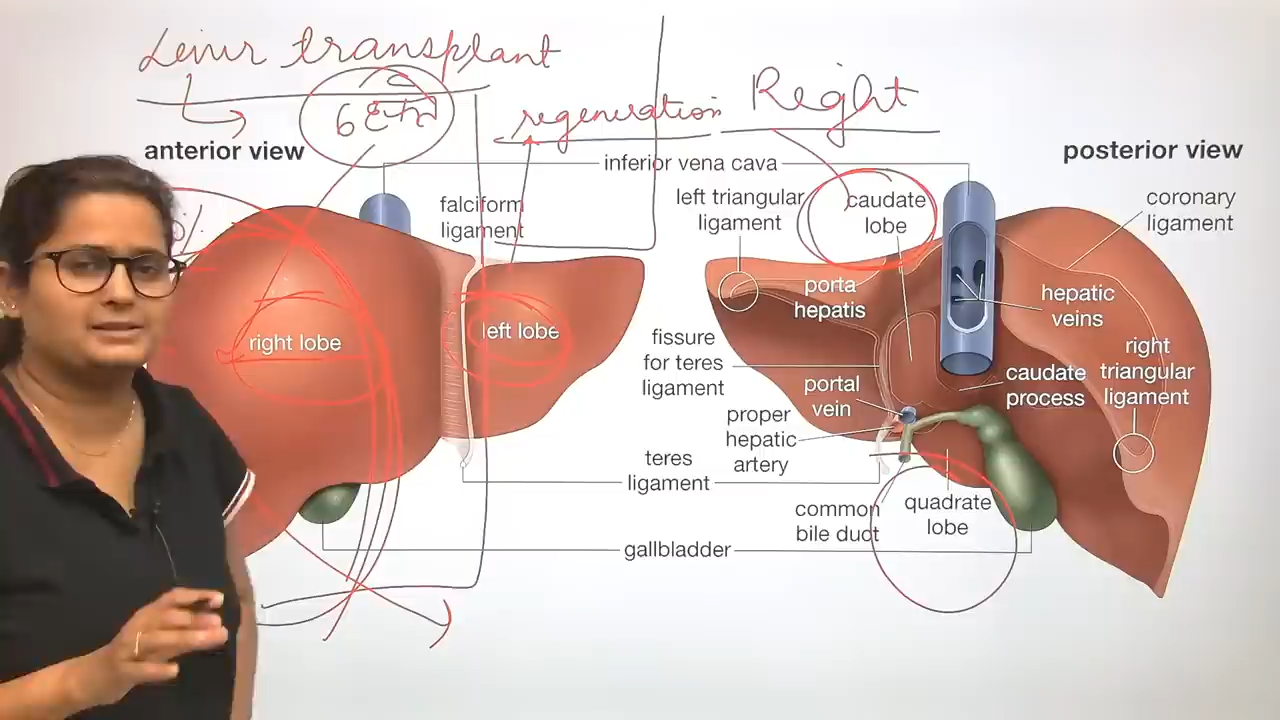 Leiver transplant
regeneration
Right
anterior view
inferior vena cava
posterior view
falciform
ligament
left triangular
ligament
caudate
lobe
coronary
ligament
porta
hepatis
hepatic
veins
right lobe
left lobe
fissure
for teres
ligament
portal
vein
caudate
process
right
triangular
ligament
proper
hepatic
artery
teres
ligament
common
bile duct
quadrate
lobe
gallbladder